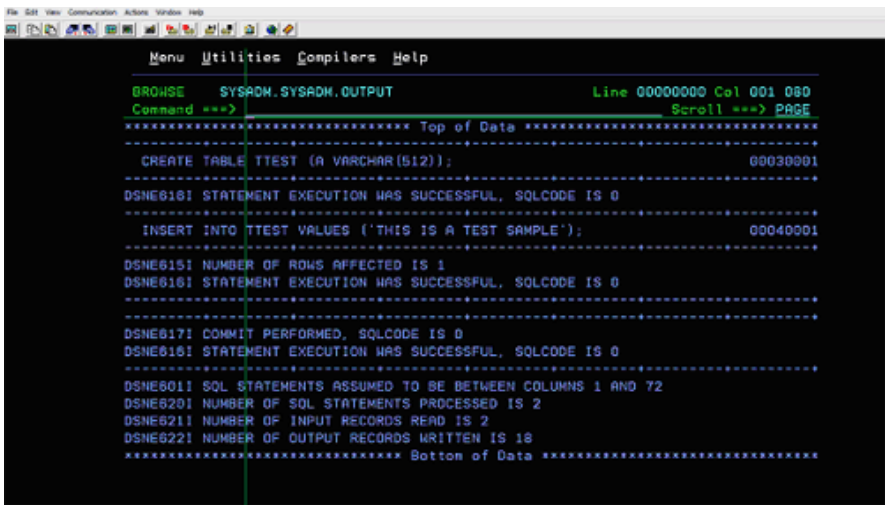 File Edit View Communication Actions Window Help
Menu Utilities Compilers Help
BROWSE SYSADM.SYSADM.OUTPUT Line 00000000 Col 001 080
Command ===> Scroll ===> PAGE
********************************* Top of Data **********************************
---------+---------+---------+---------+---------+---------+---------+---------+
CREATE TABLE TTEST (A VARCHAR(512)); 00030001
---------+---------+---------+---------+---------+---------+---------+---------+
DSNE616I STATEMENT EXECUTION WAS SUCCESSFUL, SQLCODE IS 0
---------+---------+---------+---------+---------+---------+---------+---------+
INSERT INTO TTEST VALUES ('THIS IS A TEST SAMPLE'); 00040001
---------+---------+---------+---------+---------+---------+---------+---------+
DSNE615I NUMBER OF ROWS AFFECTED IS 1
DSNE616I STATEMENT EXECUTION WAS SUCCESSFUL, SQLCODE IS 0
---------+---------+---------+---------+---------+---------+---------+---------+
---------+---------+---------+---------+---------+---------+---------+---------+
DSNE617I COMMIT PERFORMED, SQLCODE IS 0
DSNE616I STATEMENT EXECUTION WAS SUCCESSFUL, SQLCODE IS 0
---------+---------+---------+---------+---------+---------+---------+---------+
DSNE601I SQL STATEMENTS ASSUMED TO BE BETWEEN COLUMNS 1 AND 72
DSNE620I NUMBER OF SQL STATEMENTS PROCESSED IS 2
DSNE621I NUMBER OF INPUT RECORDS READ IS 2
DSNE622I NUMBER OF OUTPUT RECORDS WRITTEN IS 18
******************************** Bottom of Data ********************************